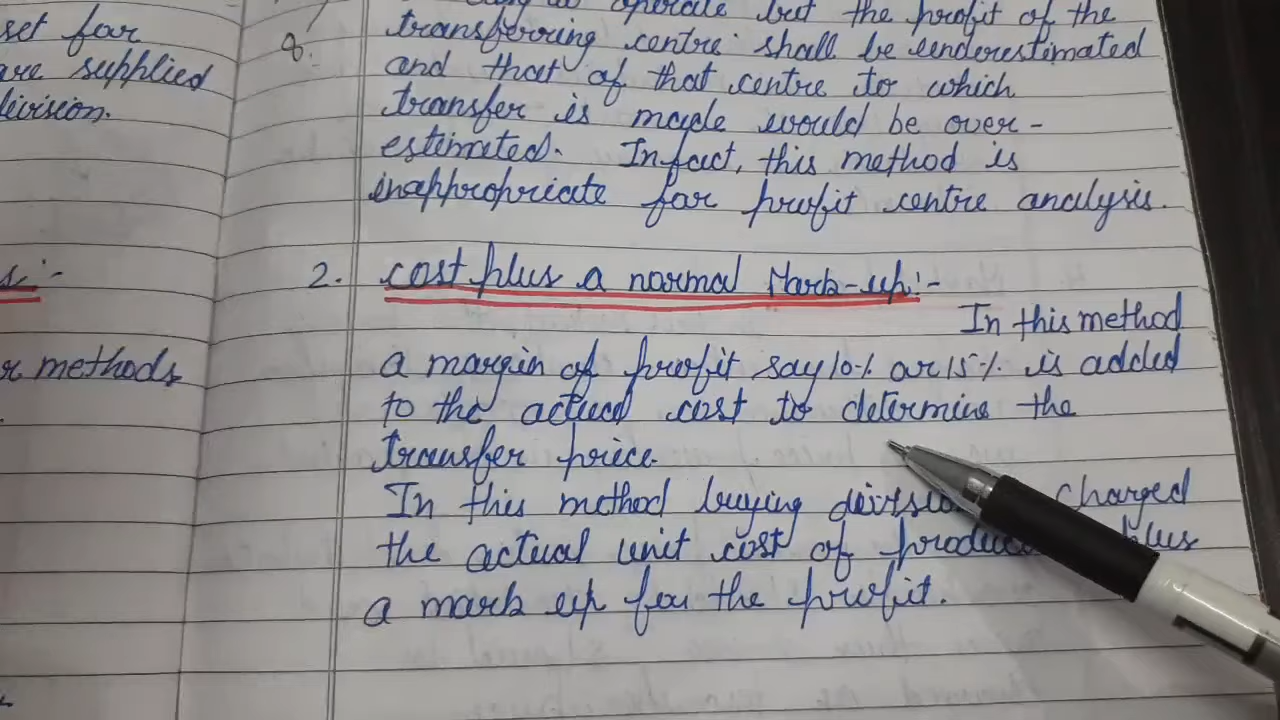 set for
are supplied
division.
s:-
methods
operate but the profit of the
8. transferring centre shall be underestimated
and that of that centre to which
transfer is made would be over-
estimated. In fact, this method is
inappropriate for profit centre analysis.
2. cost plus a normal Mark-up:-
In this method
a margin of profit say 10% or 15% is added
to the actual cost to determine the
transfer price.
In this method buying charged
the actual unit cost of
a mark up for the profit.